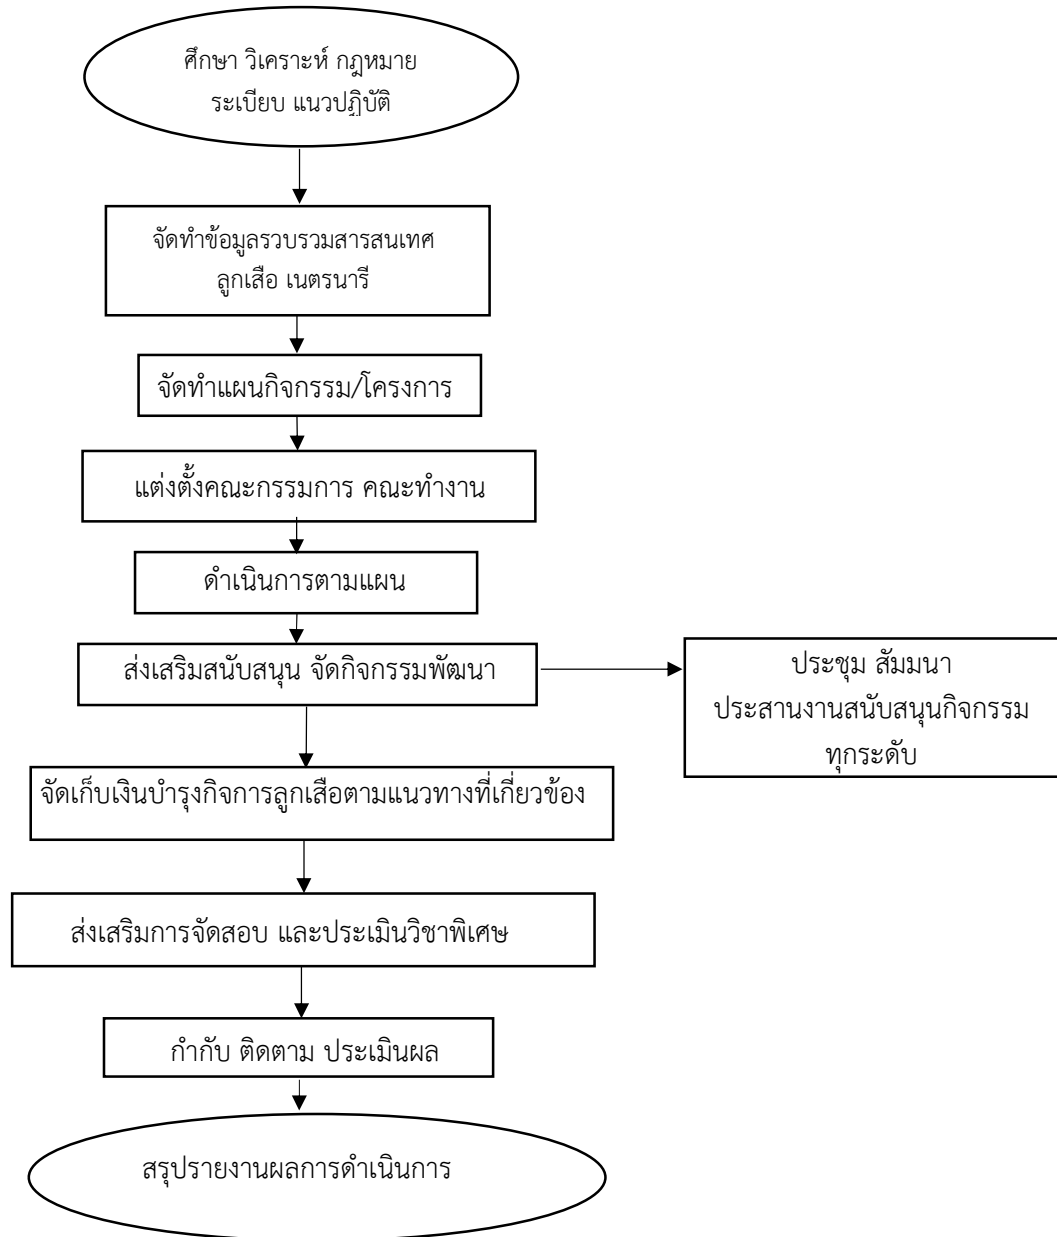 ศึกษา วิเคราะห์ กฎหมาย
ระเบียบ แนวปฏิบัติ
จัดทำข้อมูลรวบรวมสารสนเทศ
ลูกเสือ เนตรนารี
จัดทำแผนกิจกรรม/โครงการ
แต่งตั้งคณะกรรมการ คณะทำงาน
ดำเนินการตามแผน
ส่งเสริมสนับสนุน จัดกิจกรรมพัฒนา
ประชุม สัมมนา
ประสานงานสนับสนุนกิจกรรม
ทุกระดับ
จัดเก็บเงินบำรุงกิจการลูกเสือตามแนวทางที่เกี่ยวข้อง
ส่งเสริมการจัดสอบ และประเมินวิชาพิเศษ
กำกับ ติดตาม ประเมินผล
สรุปรายงานผลการดำเนินการ